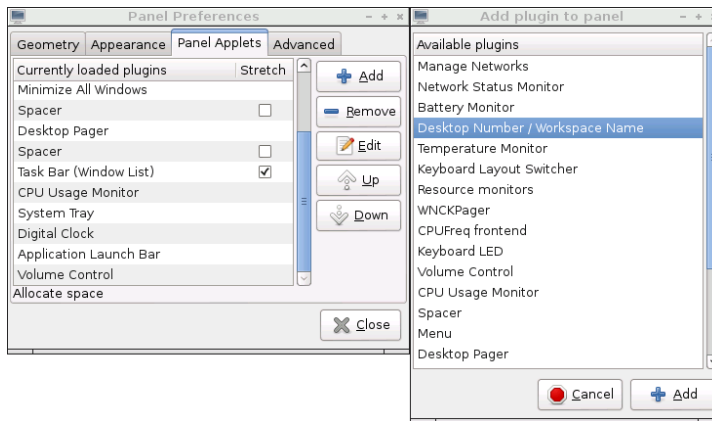 Panel Preferences
Geometry Appearance Panel Applets Advanced
Currently loaded plugins Stretch
Minimize All Windows
Spacer
Desktop Pager
Spacer
Task Bar (Window List)
CPU Usage Monitor
System Tray
Digital Clock
Application Launch Bar
Volume Control
Allocate space
Add
Remove
Edit
Up
Down
Close
Add plugin to panel
Available plugins
Manage Networks
Network Status Monitor
Battery Monitor
Desktop Number / Workspace Name
Temperature Monitor
Keyboard Layout Switcher
Resource monitors
WNCKPager
CPUFreq frontend
Keyboard LED
Volume Control
CPU Usage Monitor
Spacer
Menu
Desktop Pager
Cancel Add